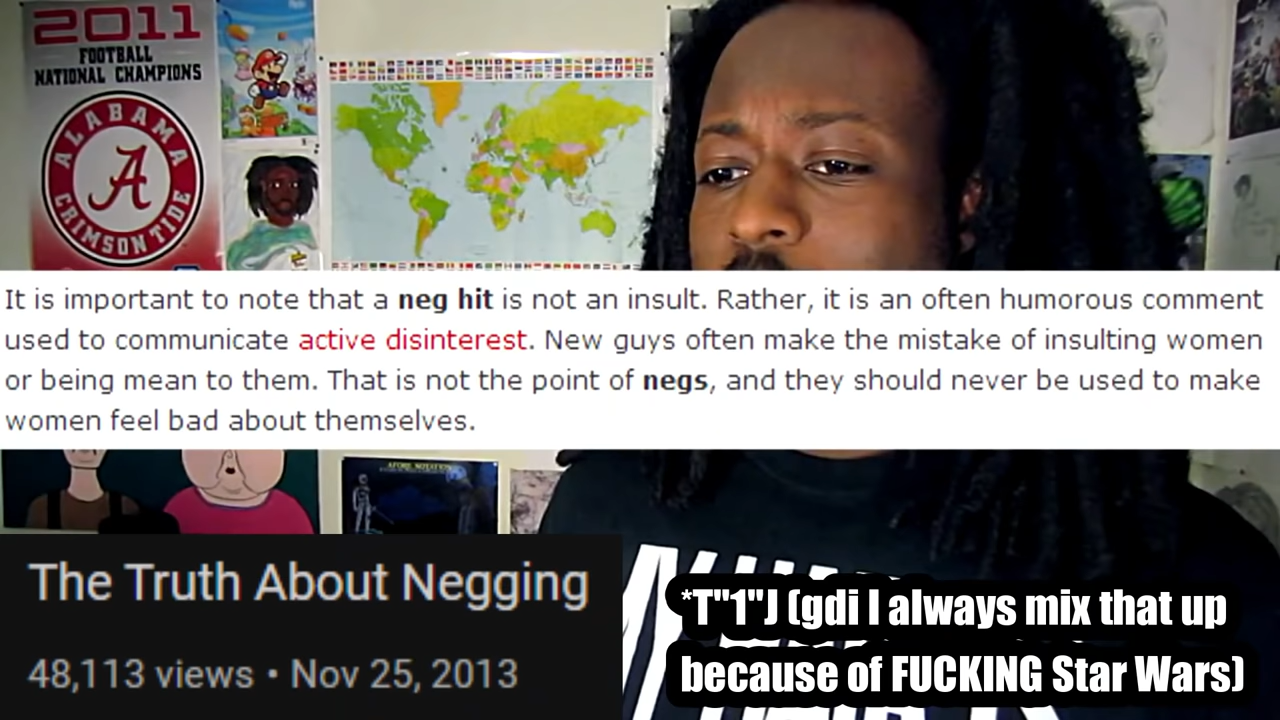 2011
FOOTBALL
NATIONAL CHAMPIONS
ALABAMA
A
CRIMSON TIDE
It is important to note that a neg hit is not an insult. Rather, it is an often humorous comment
used to communicate active disinterest. New guys often make the mistake of insulting women
or being mean to them. That is not the point of negs, and they should never be used to make
women feel bad about themselves.
The Truth About Negging
48,113 views • Nov 25, 2013
*T"1"J (gdi I always mix that up
because of FUCKING Star Wars)